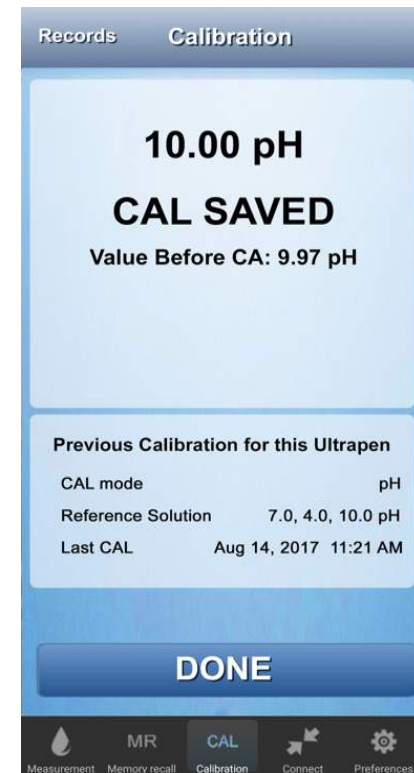 Records Calibration
10.00 pH
CAL SAVED
Value Before CA: 9.97 pH
Previous Calibration for this Ultrapen
CAL mode pH
Reference Solution 7.0, 4.0, 10.0 pH
Last CAL Aug 14, 2017 11:21 AM
DONE
MR CAL
Measurement Memory recall Calibration Connect Preferences